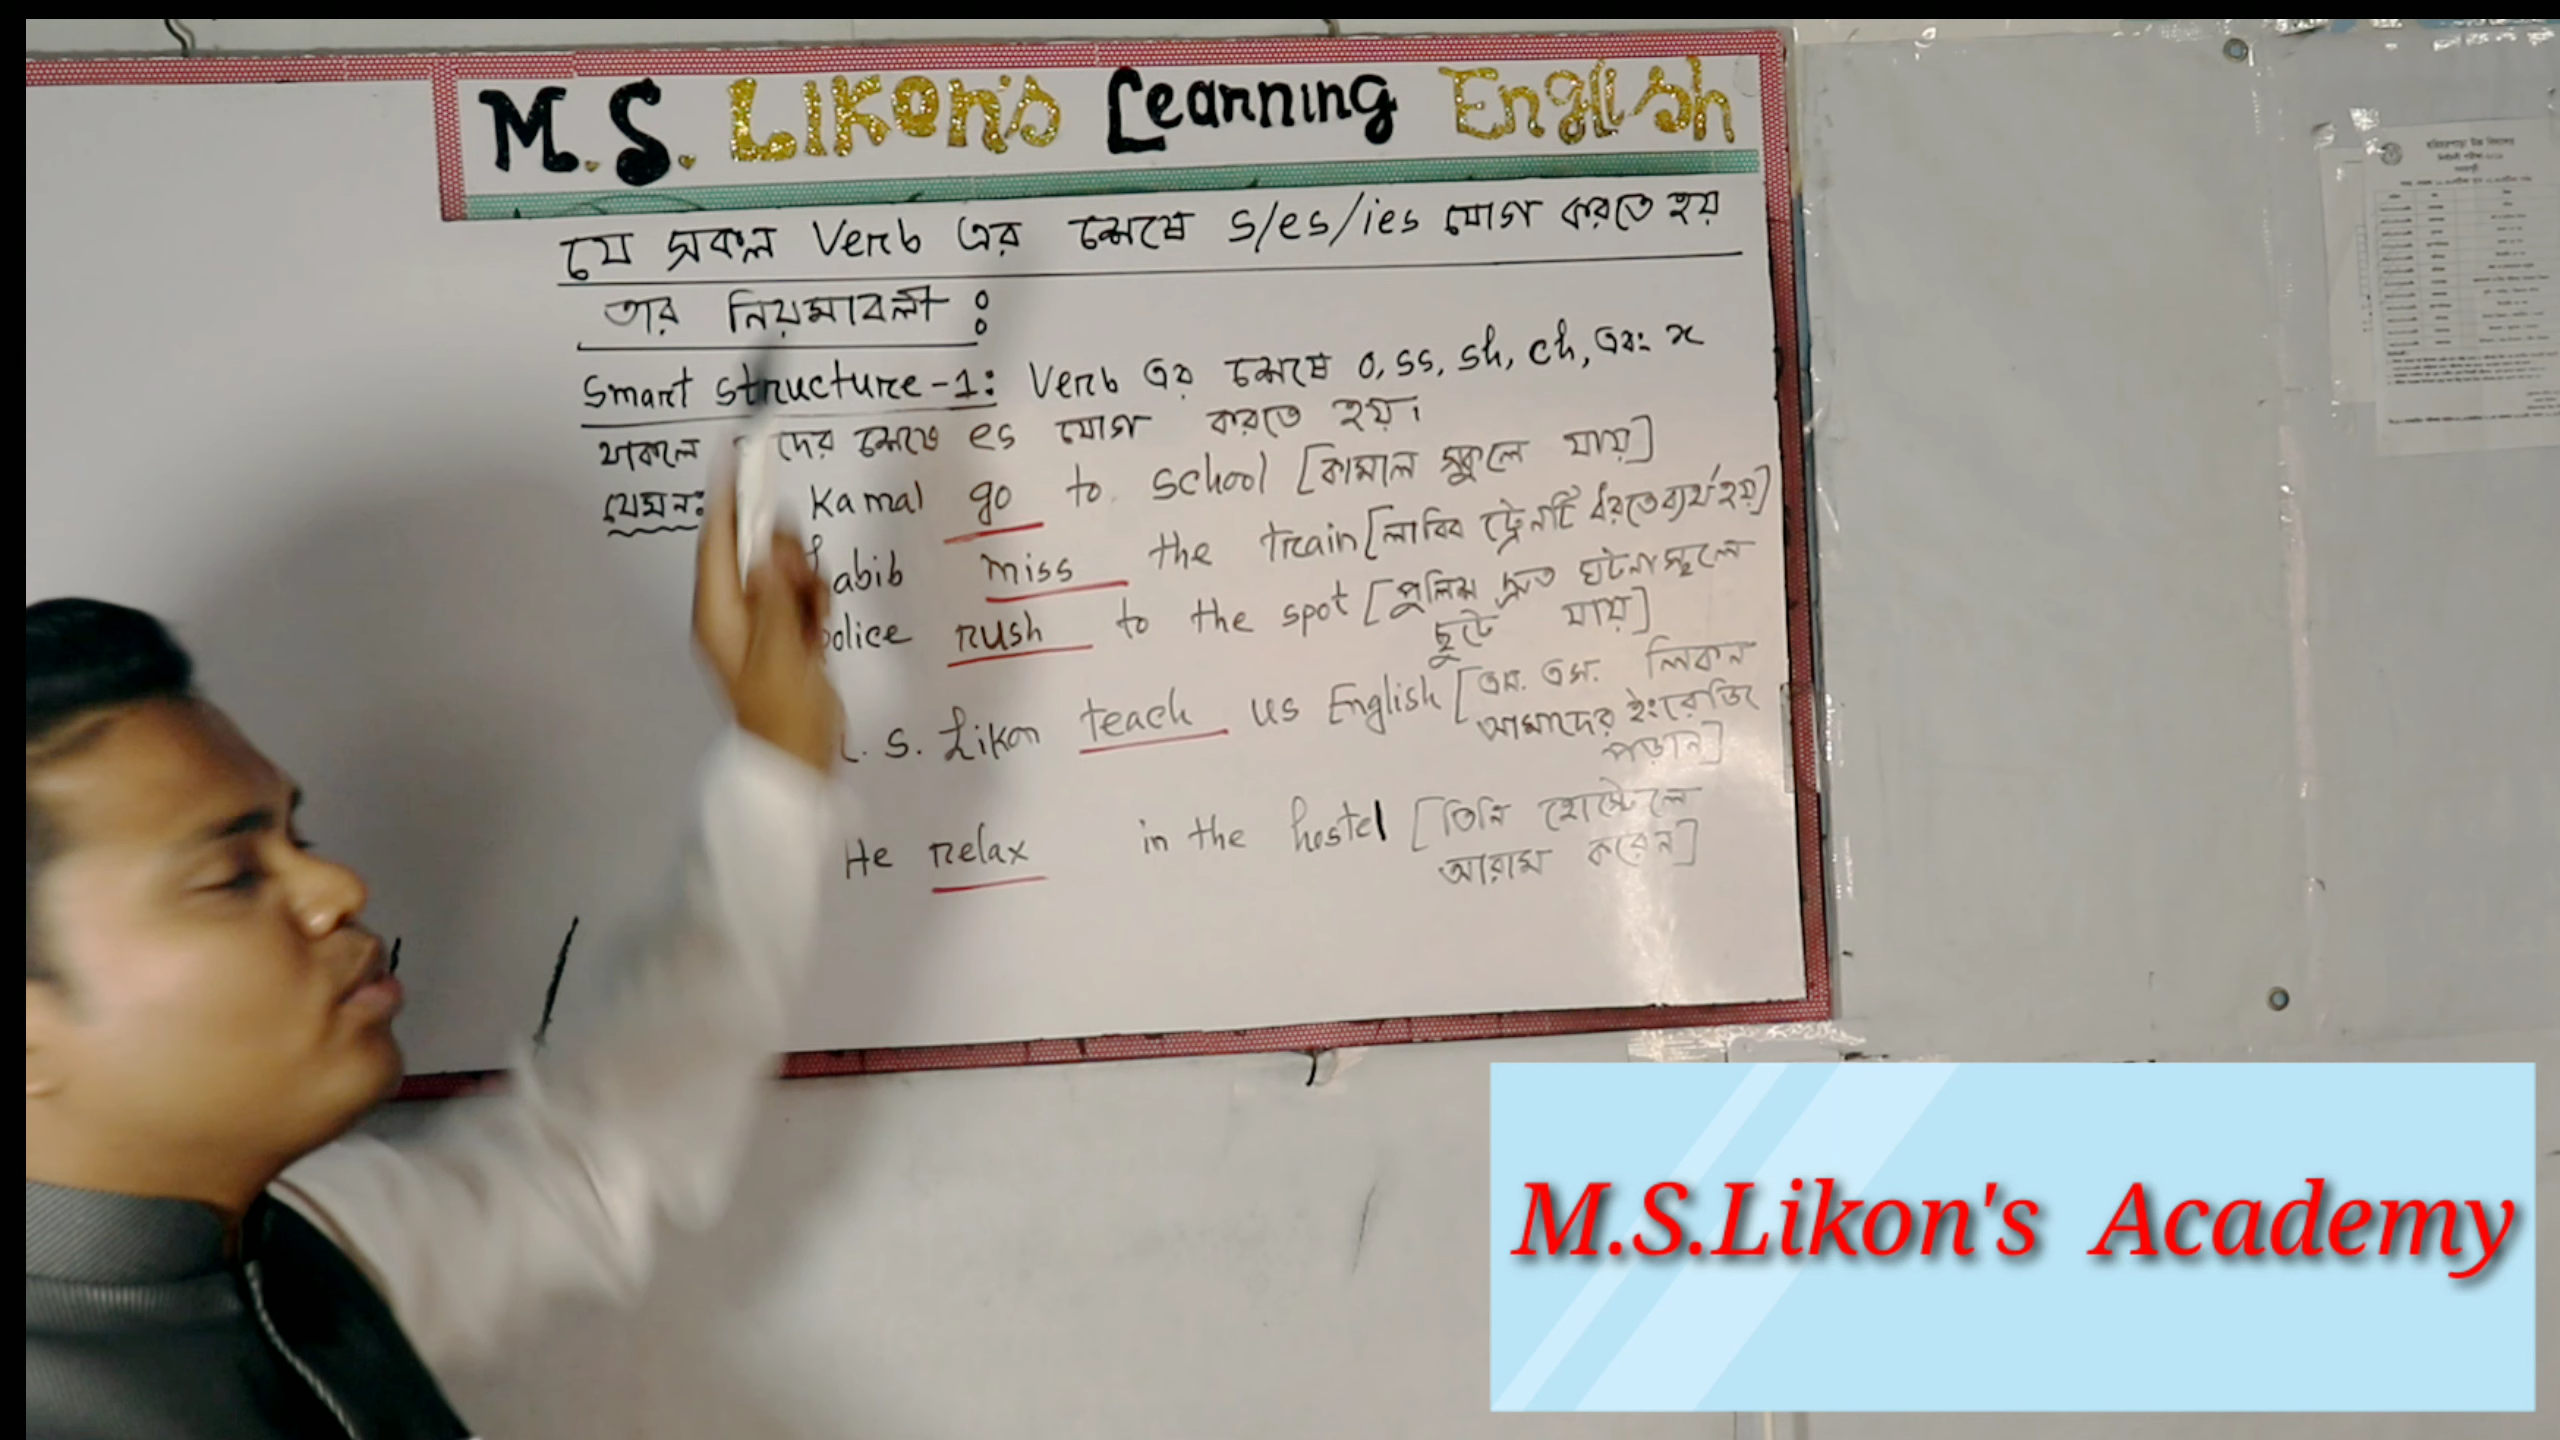 M.S. Likon's Learning English
যে সকল Verb এর শেষে s/es/ies যোগ করতে হয়
তার নিয়মাবলী :
Smart structure-1: Verb এর শেষে o, ss, sh, ch, এবং x
থাকলে দের শেষে es যোগ করতে হয়।
যেমন: Kamal go to school [কামাল স্কুলে যায়]
abib miss the train [লাবিব ট্রেনটি ধরতে ব্যর্থ হয়]
police rush to the spot [পুলিশ দ্রুত ঘটনাস্থলে
ছুটে যায়]
. S. Likon teach us English [এম. এস. লিকন
আমাদের ইংরেজি
পড়ান]
He relax in the hostel [তিনি হোস্টেলে
আরাম করেন]
M.S.Likon's Academy